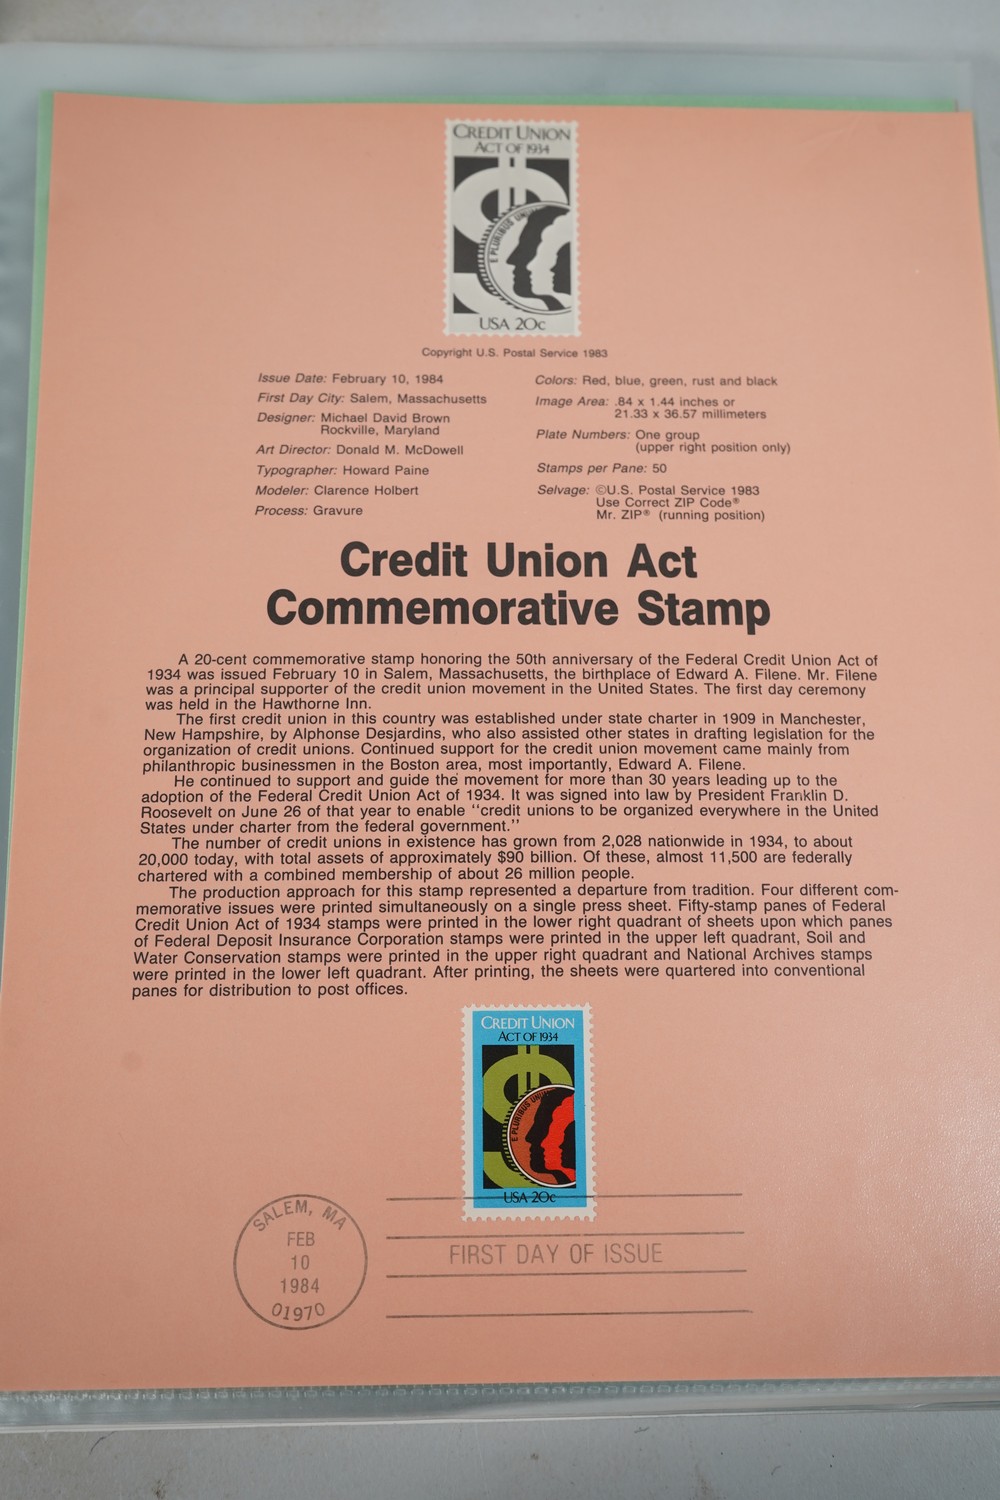 CREDIT UNION
ACT OF 1934
E PLURIBUS UNUM
USA 20c
Copyright U.S. Postal Service 1983
Issue Date: February 10, 1984
First Day City: Salem, Massachusetts
Designer: Michael David Brown
Rockville, Maryland
Art Director: Donald M. McDowell
Typographer: Howard Paine
Modeler: Clarence Holbert
Process: Gravure
Colors: Red, blue, green, rust and black
Image Area: .84 x 1.44 inches or
21.33 x 36.57 millimeters
Plate Numbers: One group
(upper right position only)
Stamps per Pane: 50
Selvage: ©U.S. Postal Service 1983
Use Correct ZIP Code®
Mr. ZIP® (running position)
Credit Union Act
Commemorative Stamp
A 20-cent commemorative stamp honoring the 50th anniversary of the Federal Credit Union Act of
1934 was issued February 10 in Salem, Massachusetts, the birthplace of Edward A. Filene. Mr. Filene
was a principal supporter of the credit union movement in the United States. The first day ceremony
was held in the Hawthorne Inn.
The first credit union in this country was established under state charter in 1909 in Manchester,
New Hampshire, by Alphonse Desjardins, who also assisted other states in drafting legislation for the
organization of credit unions. Continued support for the credit union movement came mainly from
philanthropic businessmen in the Boston area, most importantly, Edward A. Filene.
He continued to support and guide the movement for more than 30 years leading up to the
adoption of the Federal Credit Union Act of 1934. It was signed into law by President Franklin D.
Roosevelt on June 26 of that year to enable "credit unions to be organized everywhere in the United
States under charter from the federal government."
The number of credit unions in existence has grown from 2,028 nationwide in 1934, to about
20,000 today, with total assets of approximately $90 billion. Of these, almost 11,500 are federally
chartered with a combined membership of about 26 million people.
The production approach for this stamp represented a departure from tradition. Four different com-
memorative issues were printed simultaneously on a single press sheet. Fifty-stamp panes of Federal
Credit Union Act of 1934 stamps were printed in the lower right quadrant of sheets upon which panes
of Federal Deposit Insurance Corporation stamps were printed in the upper left quadrant, Soil and
Water Conservation stamps were printed in the upper right quadrant and National Archives stamps
were printed in the lower left quadrant. After printing, the sheets were quartered into conventional
panes for distribution to post offices.
CREDIT UNION
ACT OF 1934
E PLURIBUS UNUM
USA 20c
SALEM, MA
FEB
10
1984
01970
FIRST DAY OF ISSUE